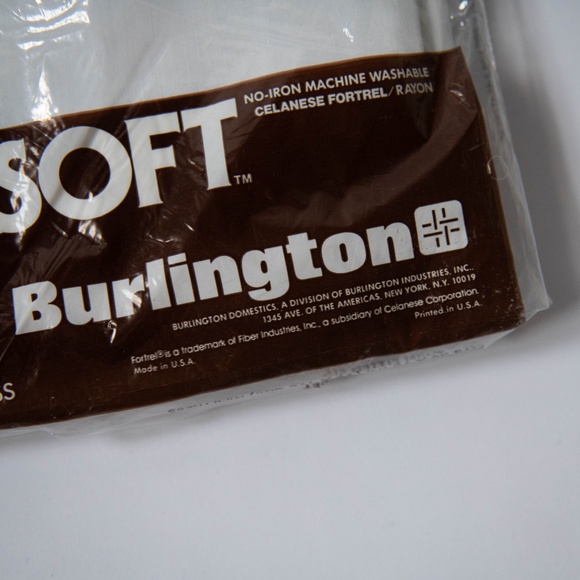 NO-IRON MACHINE WASHABLE
CELANESE FORTREL/RAYON
SOFT™
Burlington
BURLINGTON DOMESTICS, A DIVISION OF BURLINGTON INDUSTRIES, INC.,
1345 AVE. OF THE AMERICAS, NEW YORK, N.Y. 10019
Fortrel® is a trademark of Fiber Industries, Inc., a subsidiary of Celanese Corporation.
Made in U.S.A.
Printed in U.S.A.